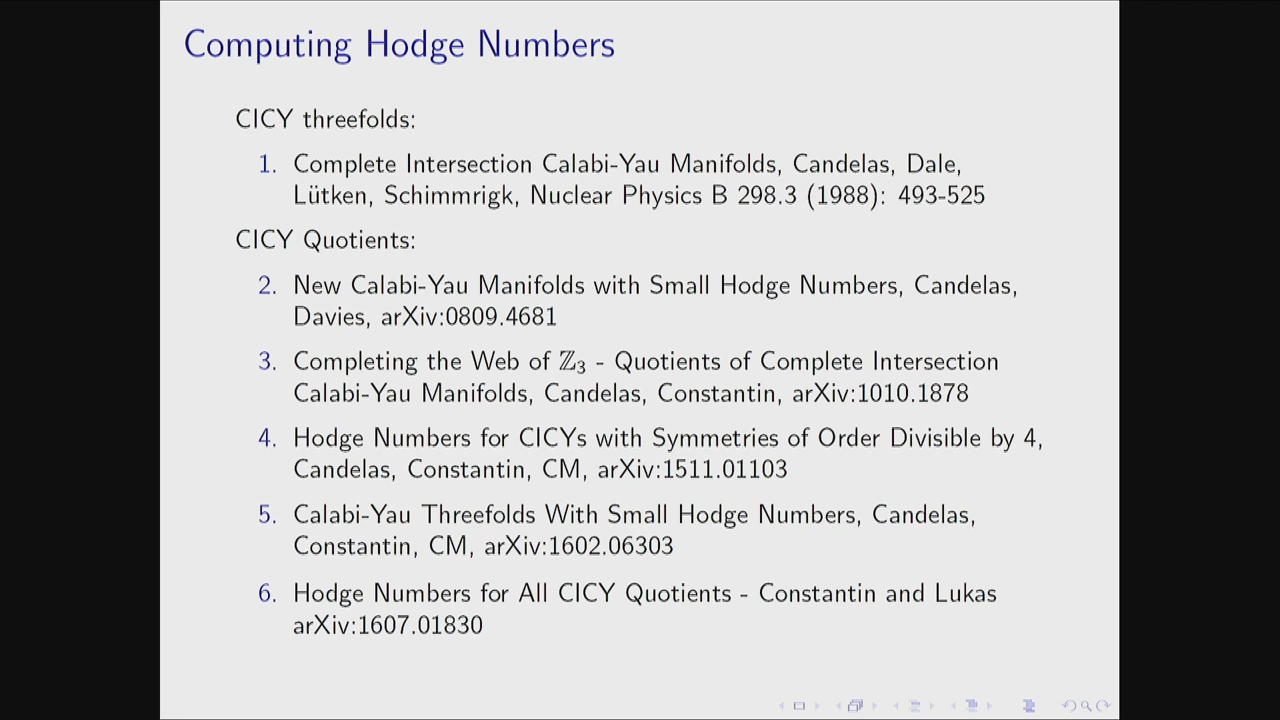 Computing Hodge Numbers
CICY threefolds:
1. Complete Intersection Calabi-Yau Manifolds, Candelas, Dale,
Lütken, Schimmrigk, Nuclear Physics B 298.3 (1988): 493-525
CICY Quotients:
2. New Calabi-Yau Manifolds with Small Hodge Numbers, Candelas,
Davies, arXiv:0809.4681
3. Completing the Web of ℤ₃ - Quotients of Complete Intersection
Calabi-Yau Manifolds, Candelas, Constantin, arXiv:1010.1878
4. Hodge Numbers for CICYs with Symmetries of Order Divisible by 4,
Candelas, Constantin, CM, arXiv:1511.01103
5. Calabi-Yau Threefolds With Small Hodge Numbers, Candelas,
Constantin, CM, arXiv:1602.06303
6. Hodge Numbers for All CICY Quotients - Constantin and Lukas
arXiv:1607.01830